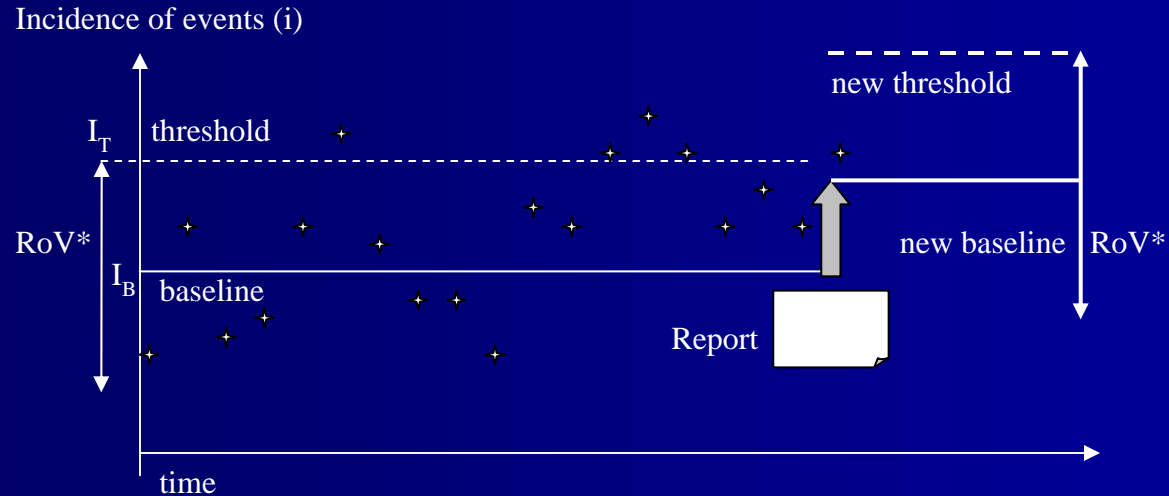 Incidence of events (i)
new threshold
I_T threshold
RoV* new baseline RoV*
I_B baseline
Report
time